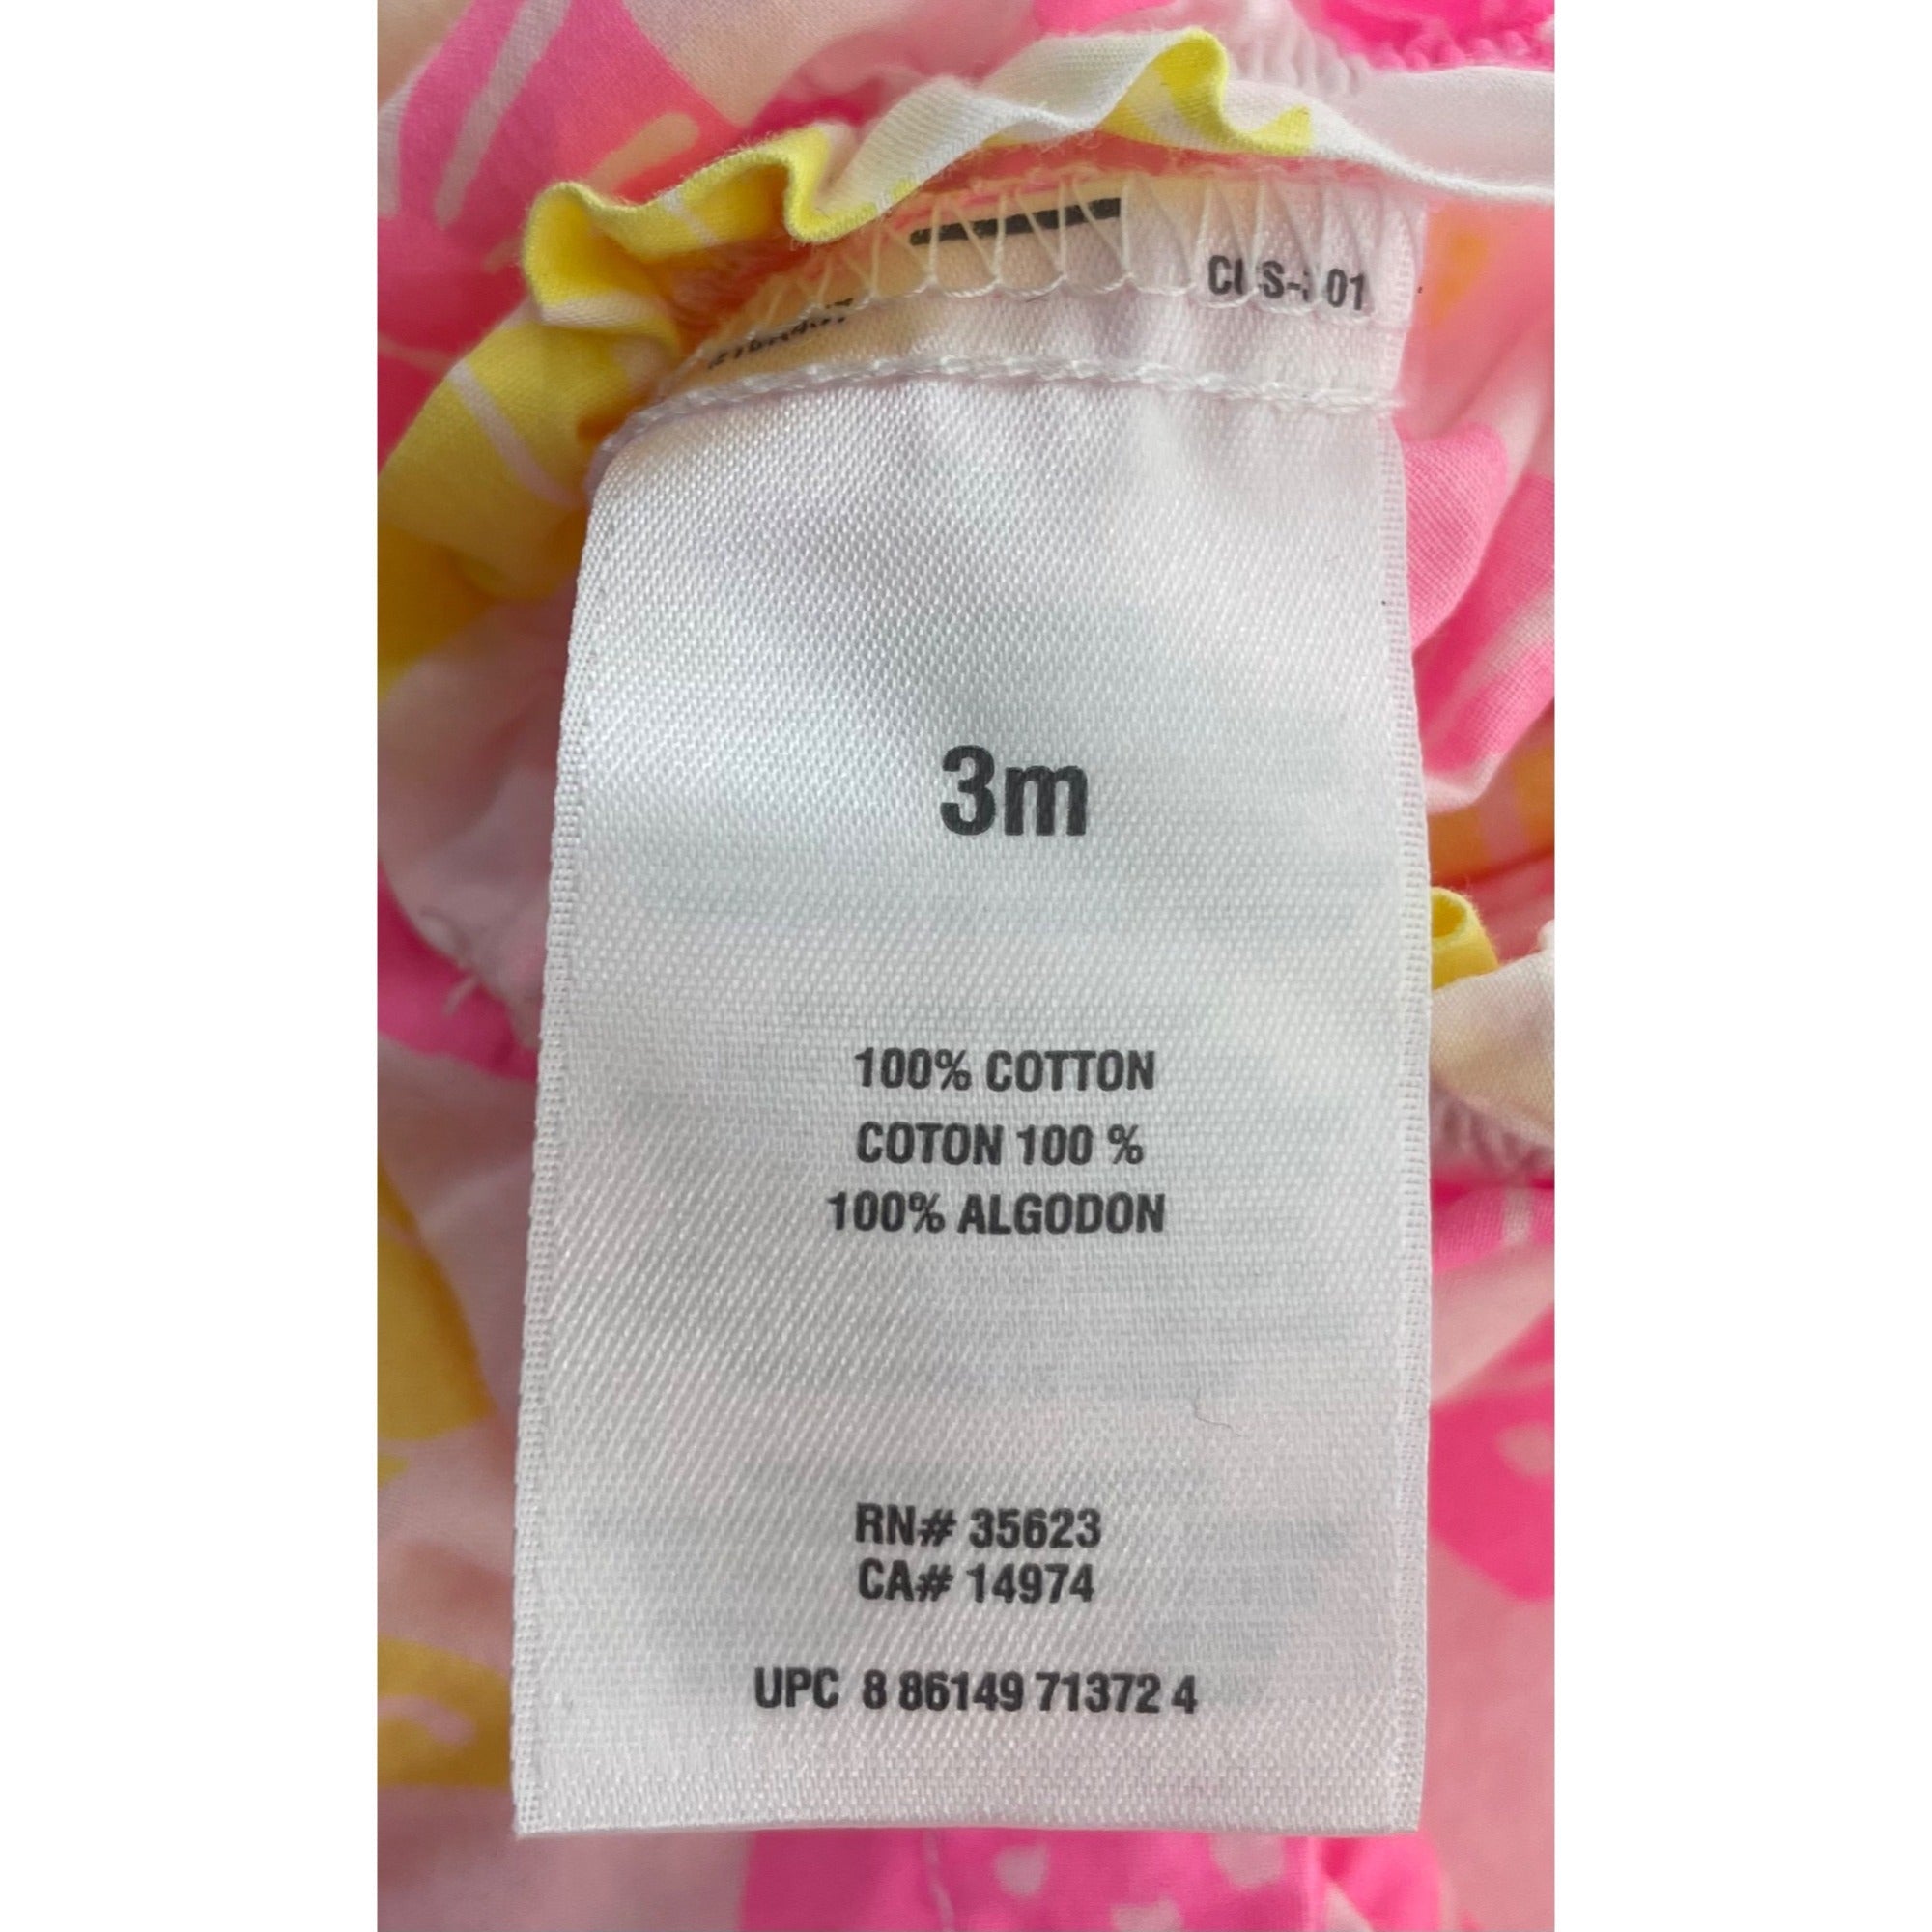 3m
100% COTTON
COTON 100 %
100% ALGODON
RN# 35623
CA# 14974
UPC 8 86149 71372 4